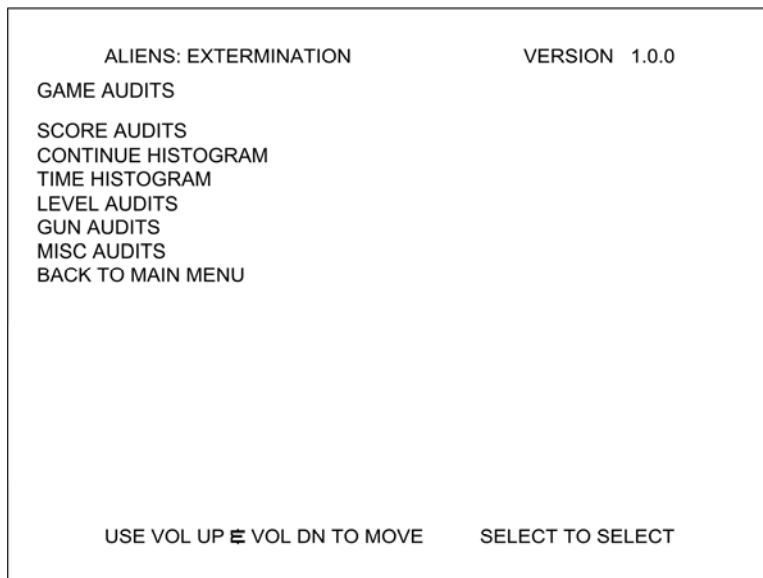 ALIENS: EXTERMINATION VERSION 1.0.0
GAME AUDITS
SCORE AUDITS
CONTINUE HISTOGRAM
TIME HISTOGRAM
LEVEL AUDITS
GUN AUDITS
MISC AUDITS
BACK TO MAIN MENU
USE VOL UP & VOL DN TO MOVE SELECT TO SELECT